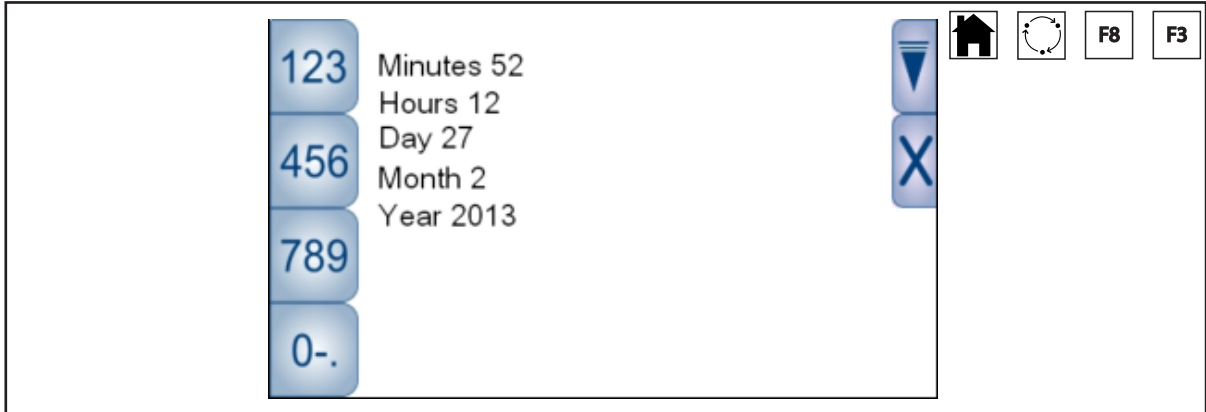 123
456
789
0-.
Minutes 52
Hours 12
Day 27
Month 2
Year 2013
X
F8
F3